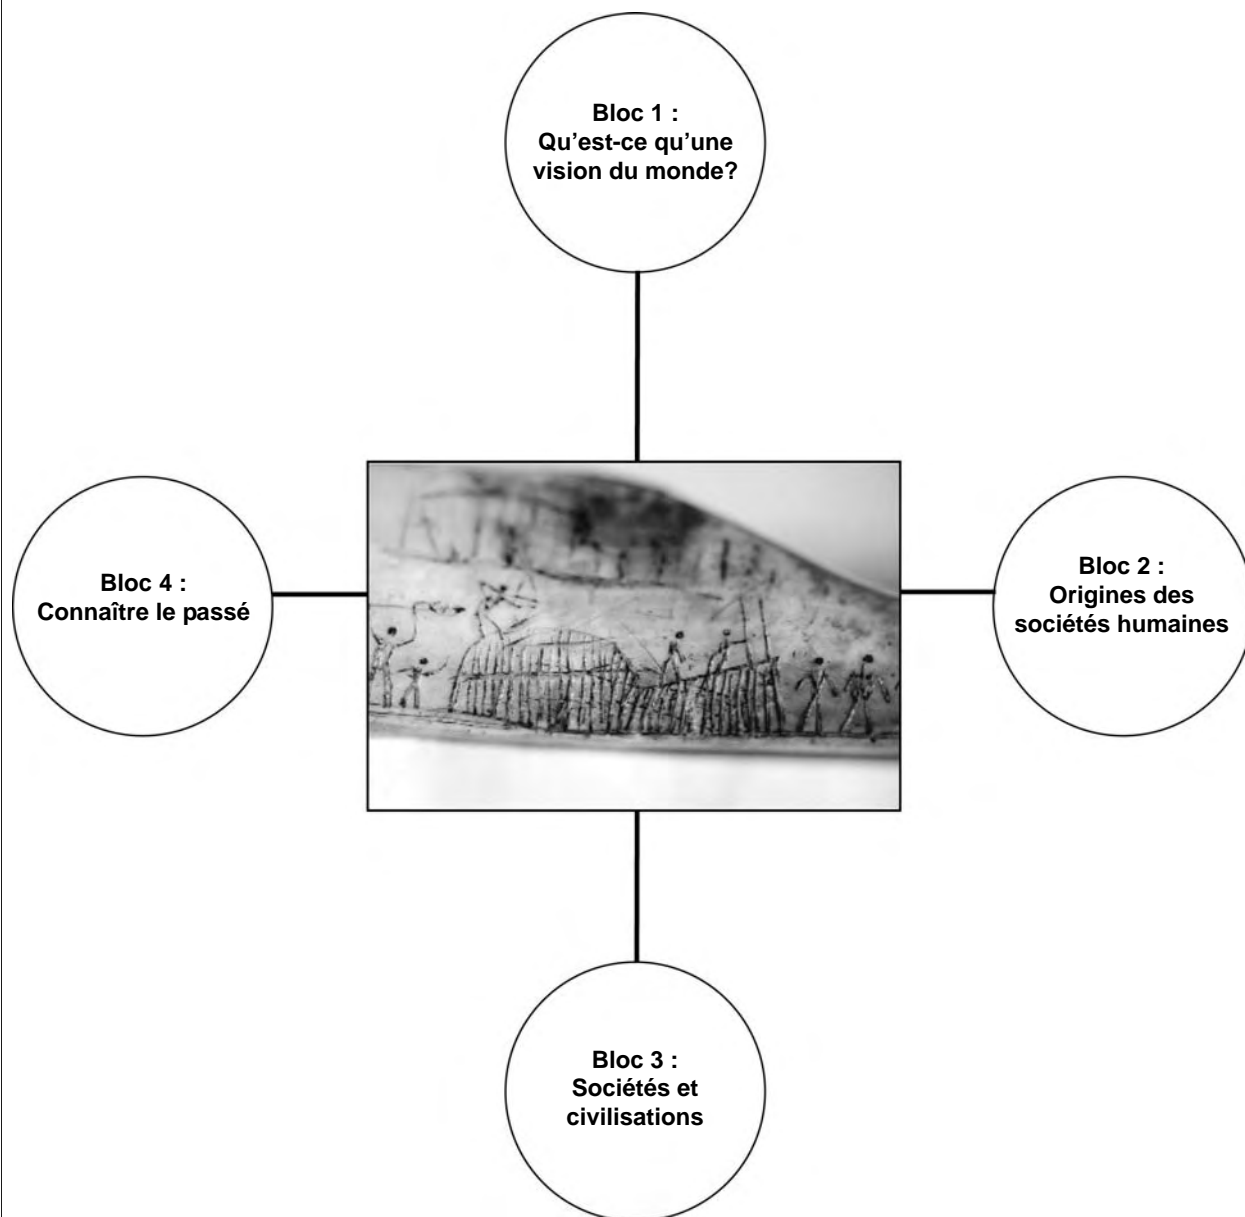 Bloc 1 :
Qu’est-ce qu’une
vision du monde?
Bloc 4 :
Connaître le passé
Bloc 2 :
Origines des
sociétés humaines
Bloc 3 :
Sociétés et
civilisations